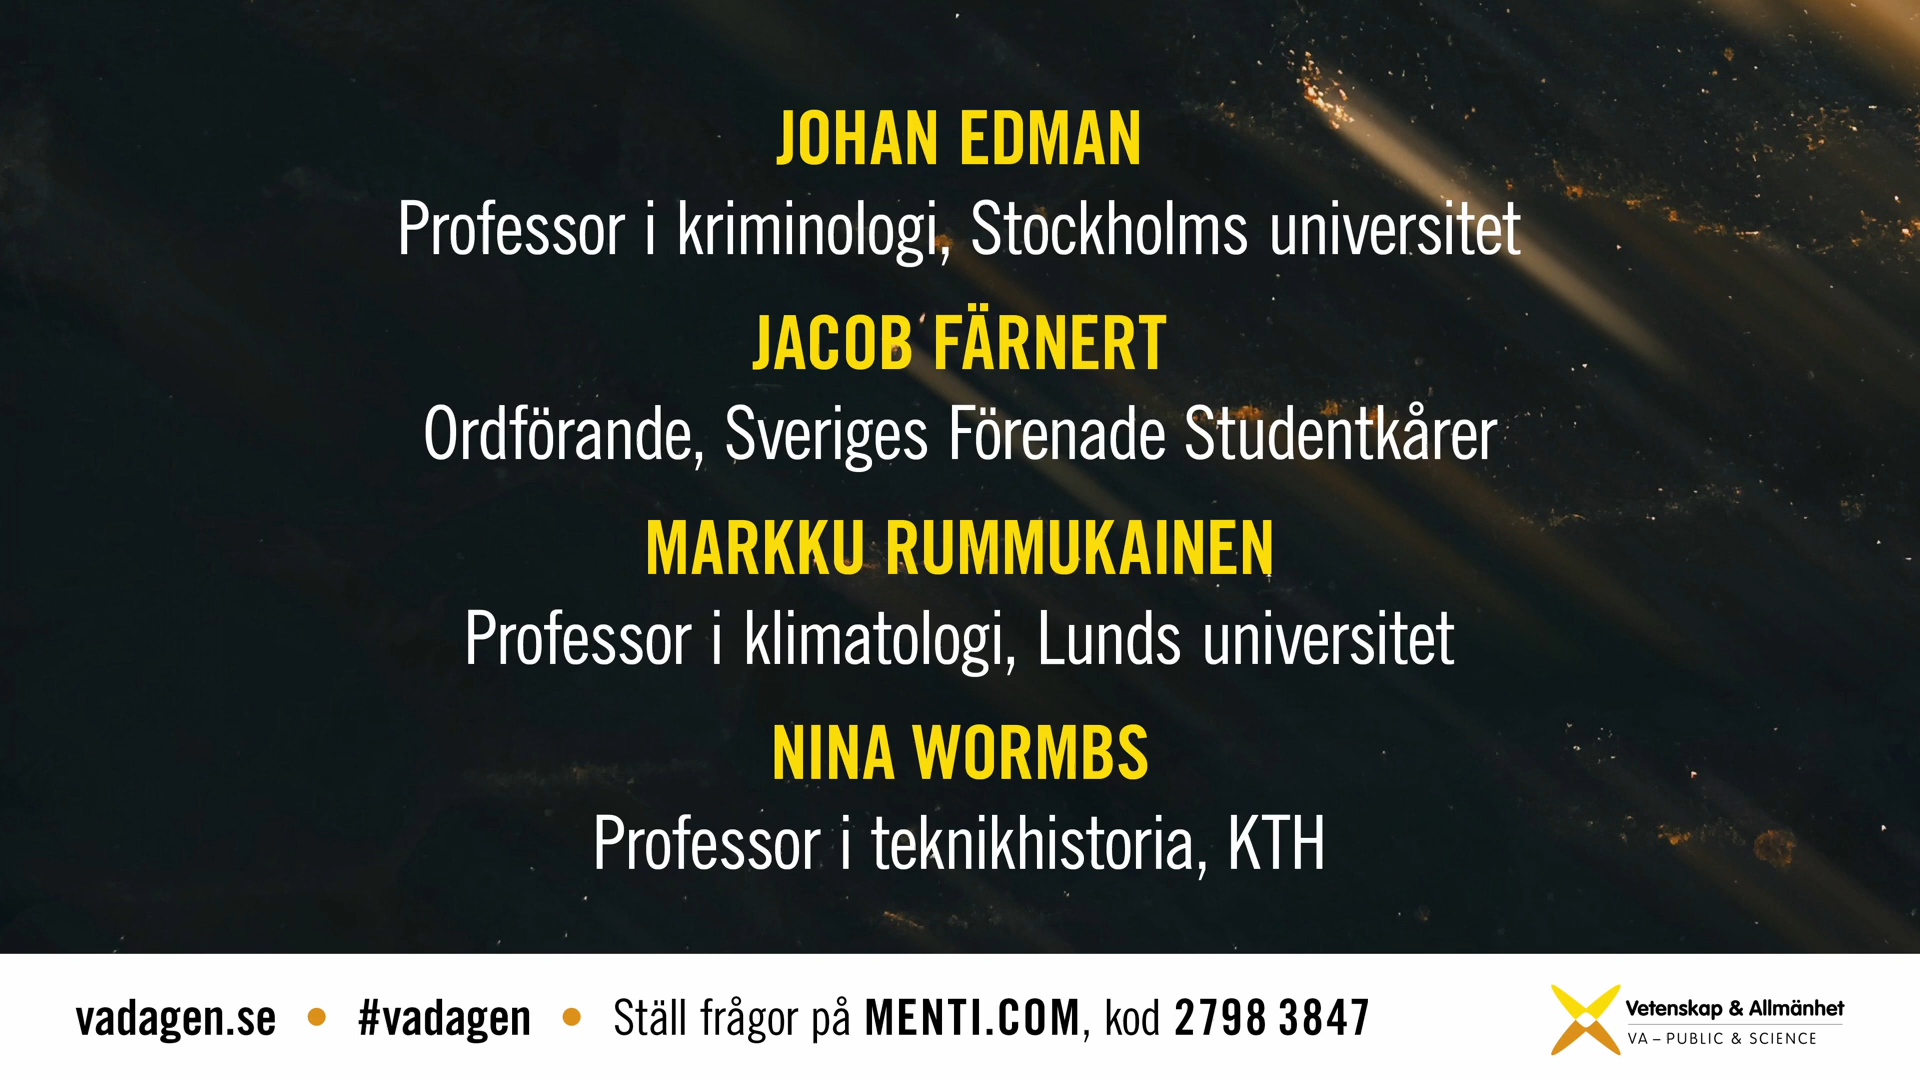 JOHAN EDMAN
Professor i kriminologi, Stockholms universitet
JACOB FÄRNERT
Ordförande, Sveriges Förenade Studentkårer
MARKKU RUMMUKAINEN
Professor i klimatologi, Lunds universitet
NINA WORMBS
Professor i teknikhistoria, KTH
vadagen.se • #vadagen • Ställ frågor på MENTI.COM, kod 2798 3847
Vetenskap & Allmänhet
VA – PUBLIC & SCIENCE